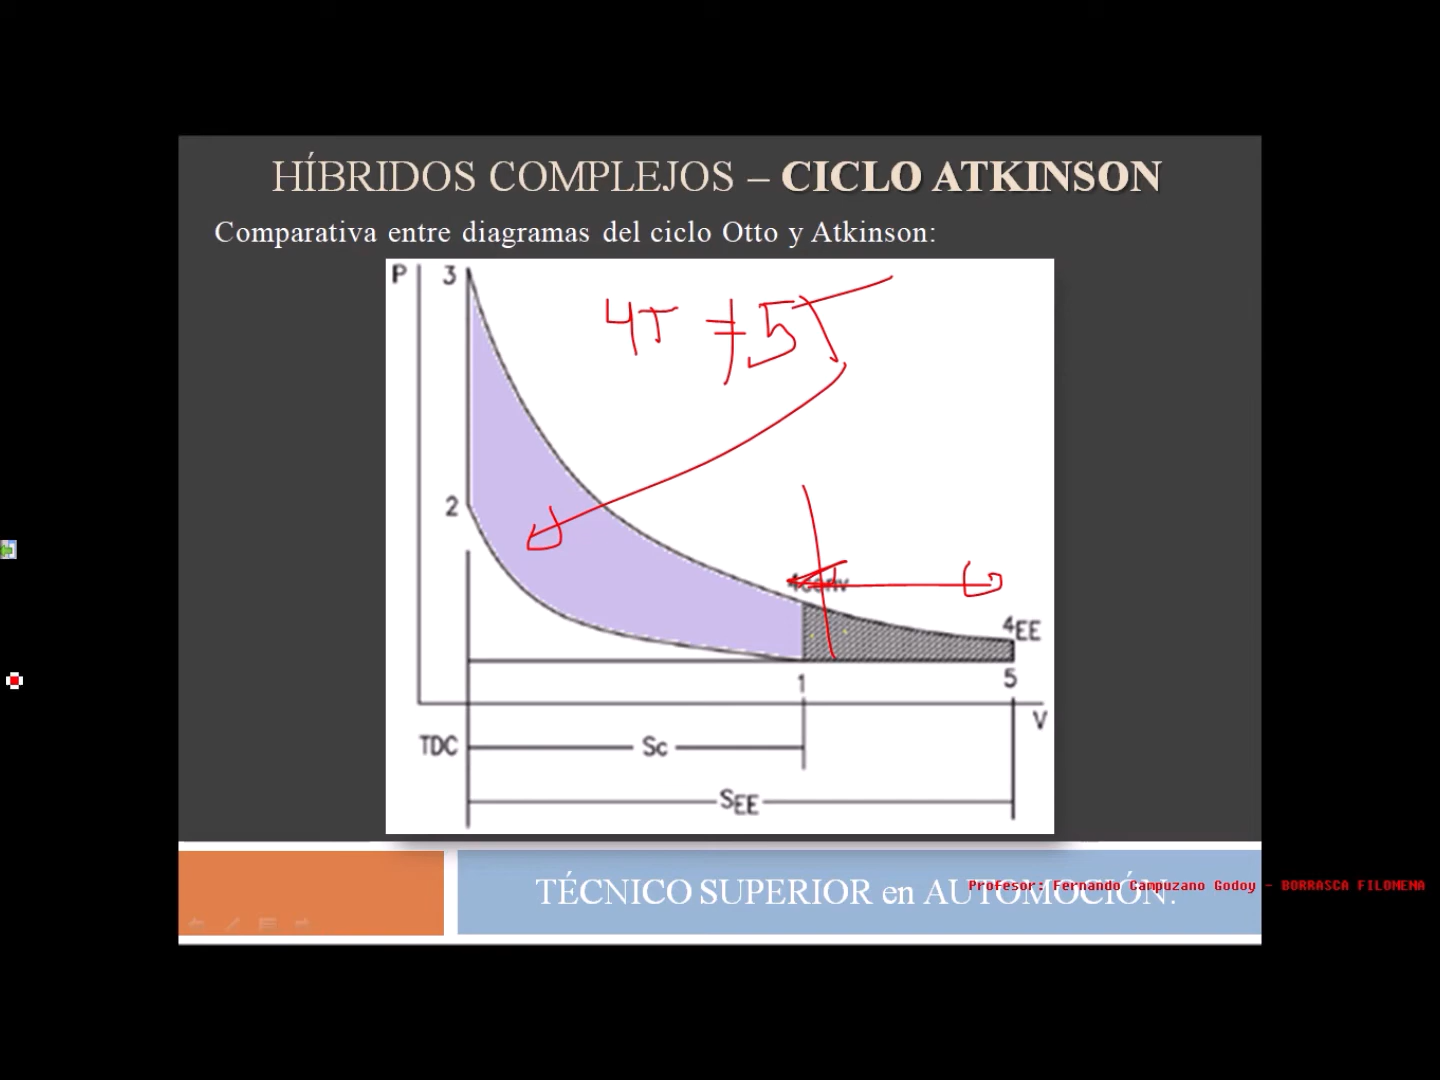 HÍBRIDOS COMPLEJOS – CICLO ATKINSON
Comparativa entre diagramas del ciclo Otto y Atkinson:
P
3
4T ≠ 5T
2
4conv
4EE
1
5
V
TDC
Sc
SEE
TÉCNICO SUPERIOR en AUTOMOCIÓN.
Profesor: Fernando Campuzano Godoy - BORRASCA FILOMENA